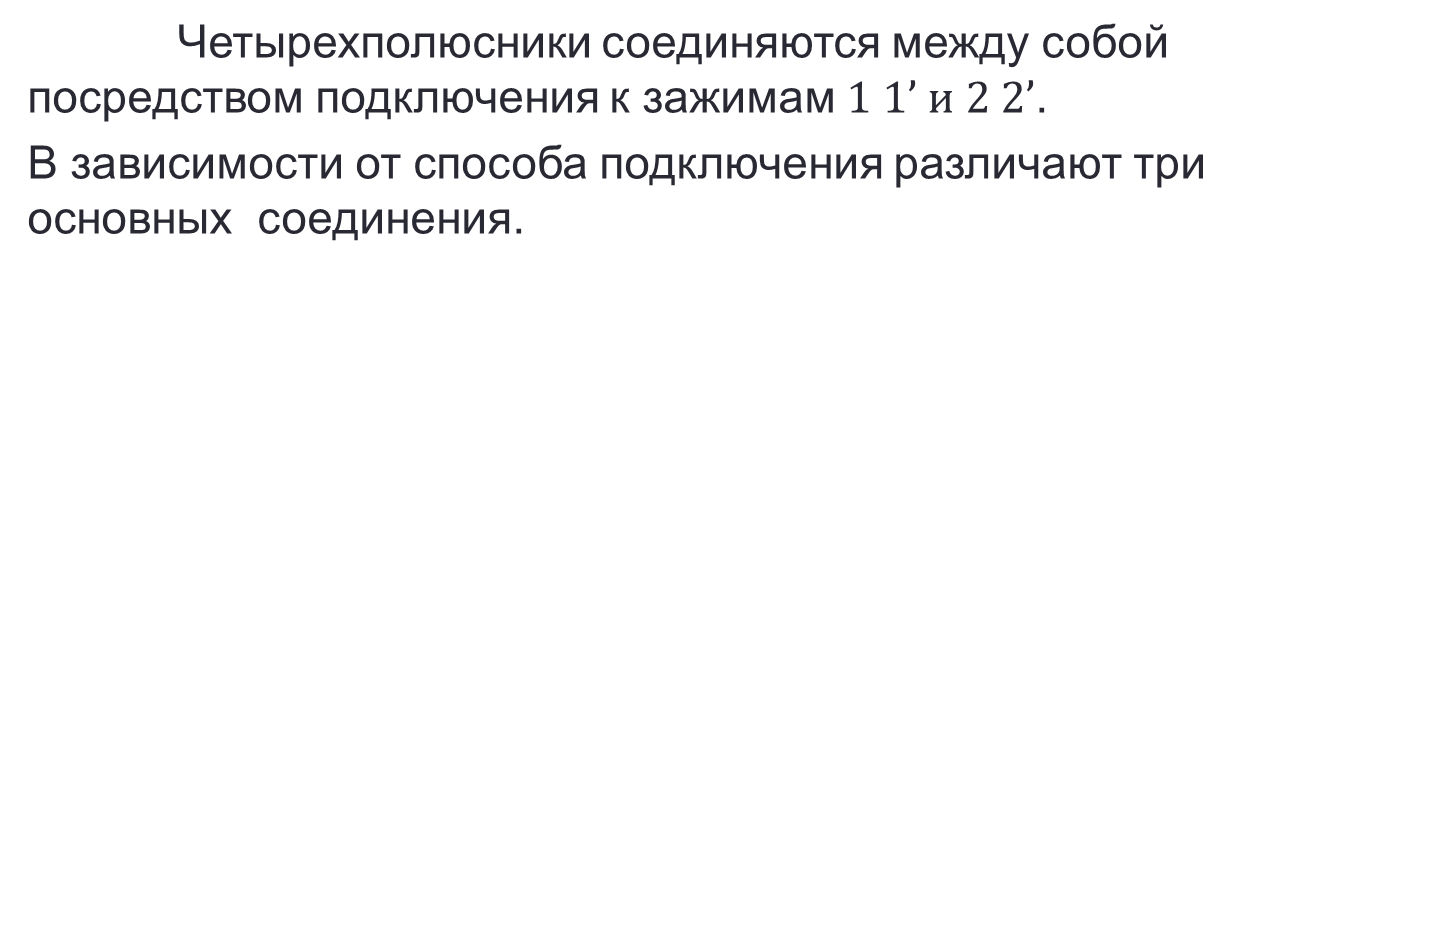 Четырехполюсники соединяются между собой
посредством подключения к зажимам 1 1’ и 2 2’.
В зависимости от способа подключения различают три
основных  соединения.